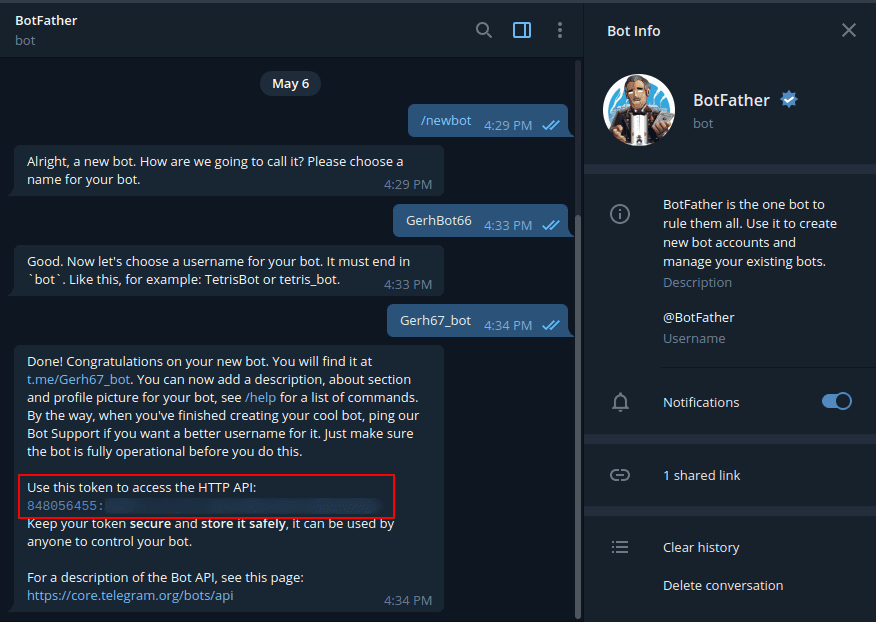 BotFather
bot
May 6
/newbot 4:29 PM
Alright, a new bot. How are we going to call it? Please choose a
name for your bot.
4:29 PM
GerhBot66 4:33 PM
Good. Now let's choose a username for your bot. It must end in
`bot`. Like this, for example: TetrisBot or tetris_bot.
4:33 PM
Gerh67_bot 4:34 PM
Done! Congratulations on your new bot. You will find it at
t.me/Gerh67_bot. You can now add a description, about section
and profile picture for your bot, see /help for a list of commands.
By the way, when you've finished creating your cool bot, ping our
Bot Support if you want a better username for it. Just make sure
the bot is fully operational before you do this.
Use this token to access the HTTP API:
848056455:
Keep your token secure and store it safely, it can be used by
anyone to control your bot.
For a description of the Bot API, see this page:
https://core.telegram.org/bots/api
4:34 PM
Bot Info
BotFather
bot
BotFather is the one bot to
rule them all. Use it to create
new bot accounts and
manage your existing bots.
Description
@BotFather
Username
Notifications
1 shared link
Clear history
Delete conversation